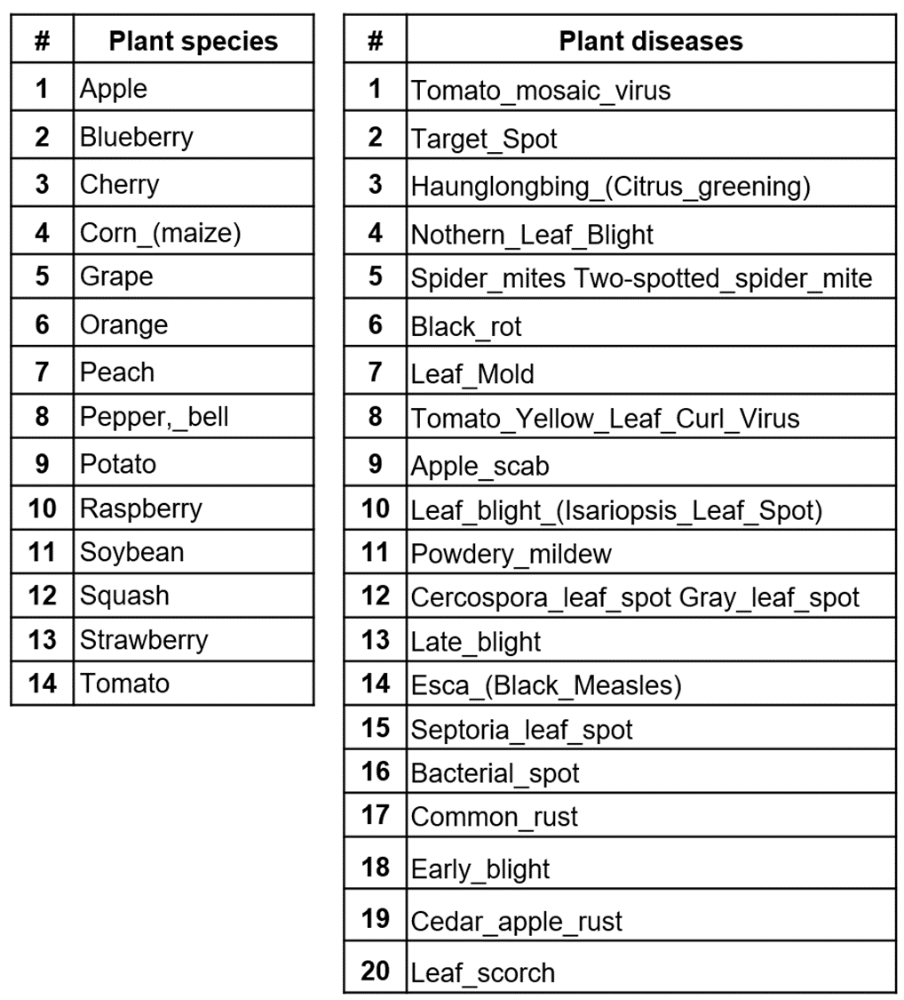 # Plant species
1 Apple
2 Blueberry
3 Cherry
4 Corn_(maize)
5 Grape
6 Orange
7 Peach
8 Pepper,_bell
9 Potato
10 Raspberry
11 Soybean
12 Squash
13 Strawberry
14 Tomato
# Plant diseases
1 Tomato_mosaic_virus
2 Target_Spot
3 Haunglongbing_(Citrus_greening)
4 Nothern_Leaf_Blight
5 Spider_mites Two-spotted_spider_mite
6 Black_rot
7 Leaf_Mold
8 Tomato_Yellow_Leaf_Curl_Virus
9 Apple_scab
10 Leaf_blight_(Isariopsis_Leaf_Spot)
11 Powdery_mildew
12 Cercospora_leaf_spot Gray_leaf_spot
13 Late_blight
14 Esca_(Black_Measles)
15 Septoria_leaf_spot
16 Bacterial_spot
17 Common_rust
18 Early_blight
19 Cedar_apple_rust
20 Leaf_scorch